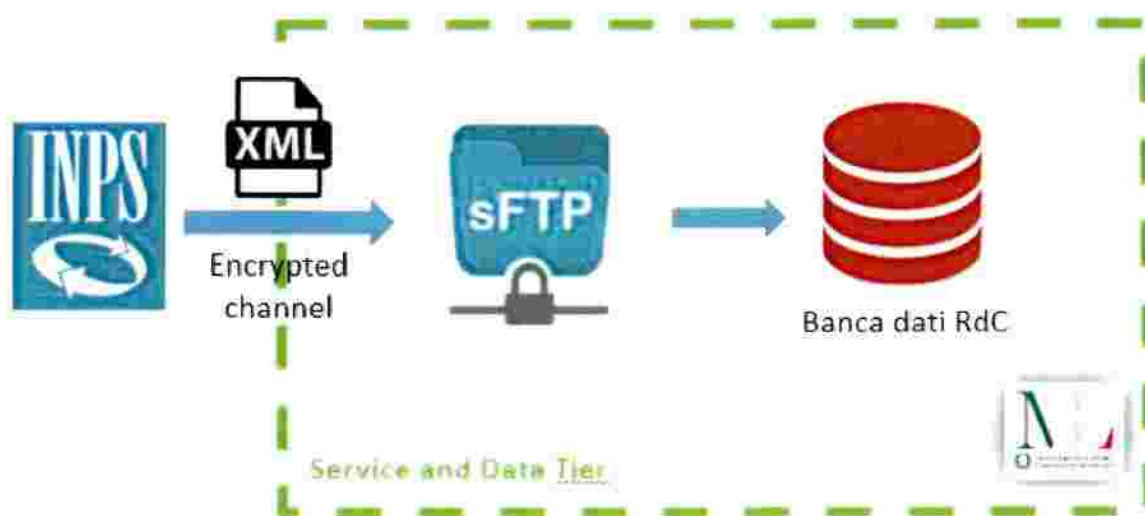 XML
INPS
sFTP
Encrypted
channel
Banca dati RdC
Service and Data Tier